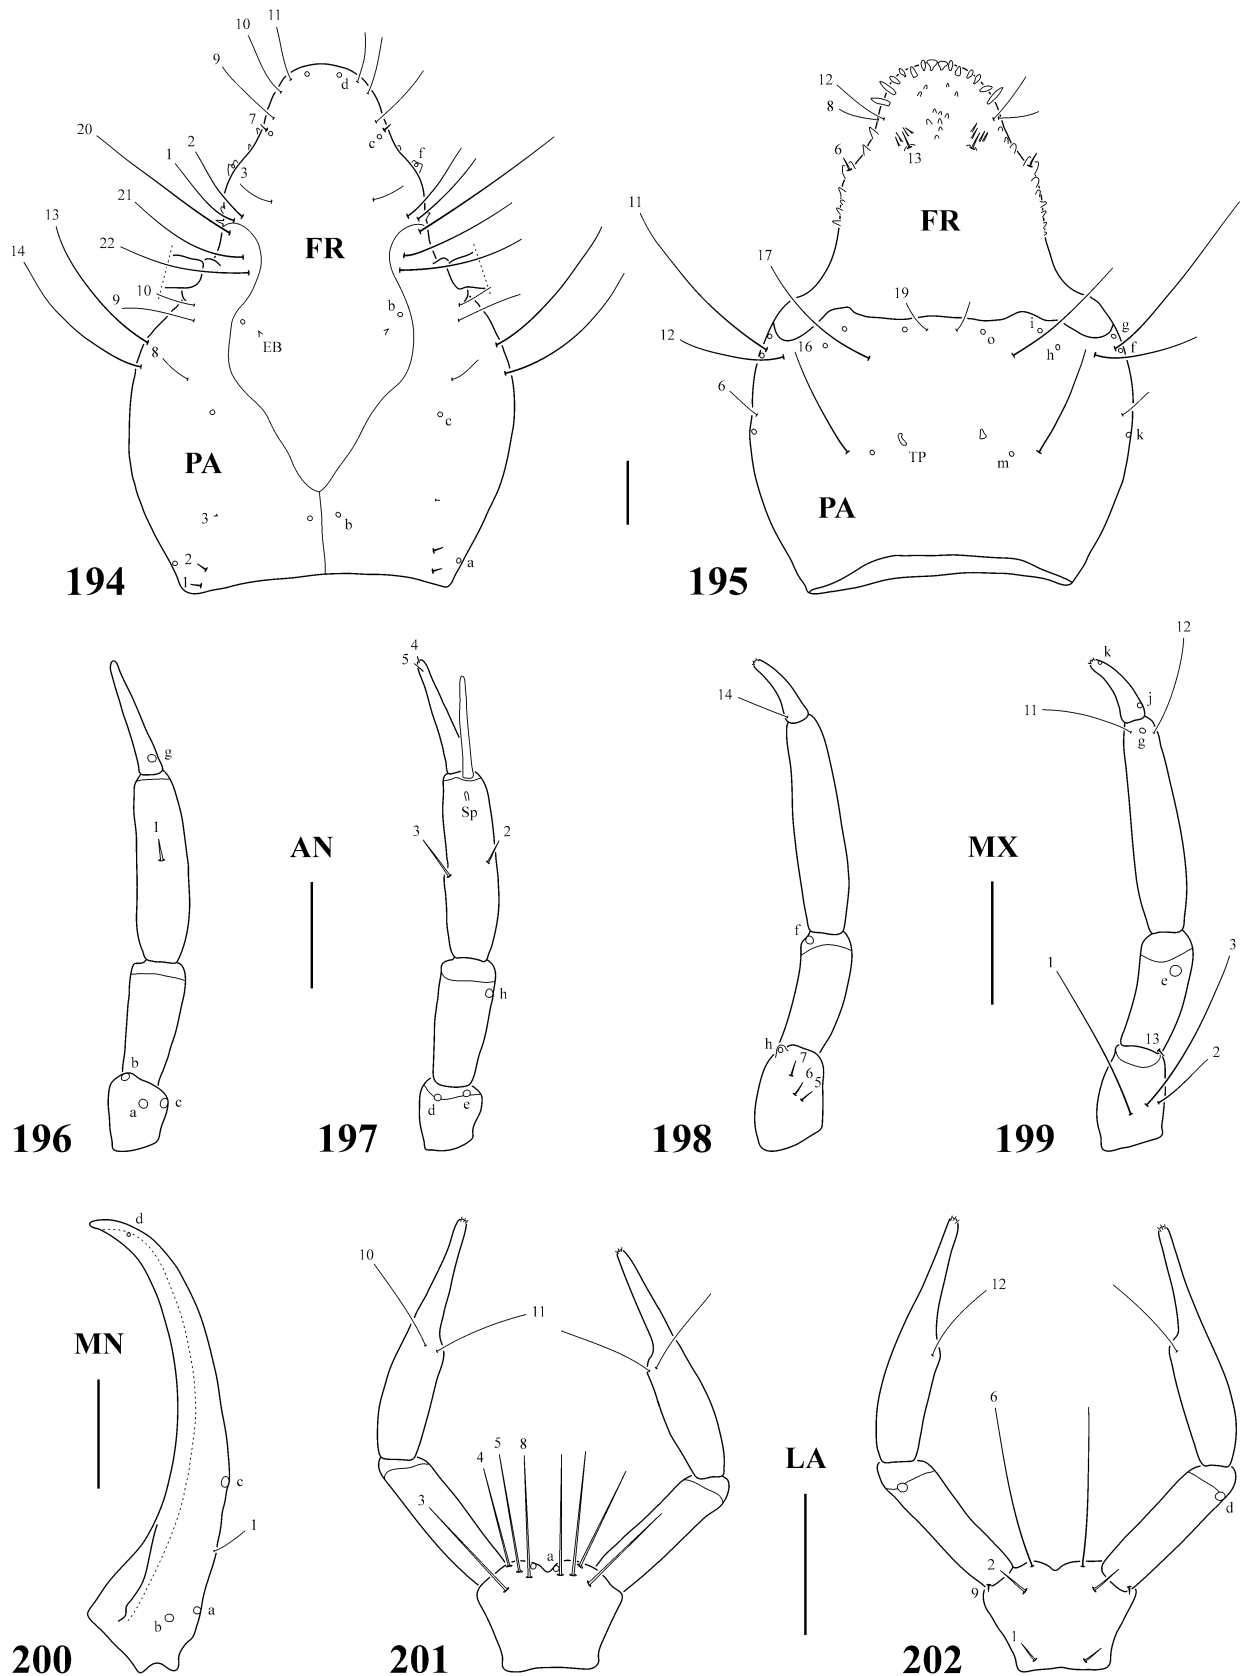 11
10
9
d
7
c
20
2
1
f
3
21
13
FR
22
14
10
b
9
EB
8
c
PA
3
b
2
a
1
194
12
8
6
13
11
FR
17
19
i
g
12
16
o
h
f
6
k
TP
m
PA
195
g
1
AN
b
a
c
196
4
5
Sp
3
2
h
d
e
197
14
MX
f
h
7
6
5
198
12
k
j
11
g
3
1
e
13
2
199
d
MN
c
1
a
b
200
10
11
5
8
4
3
a
201
LA
12
6
d
2
9
1
202